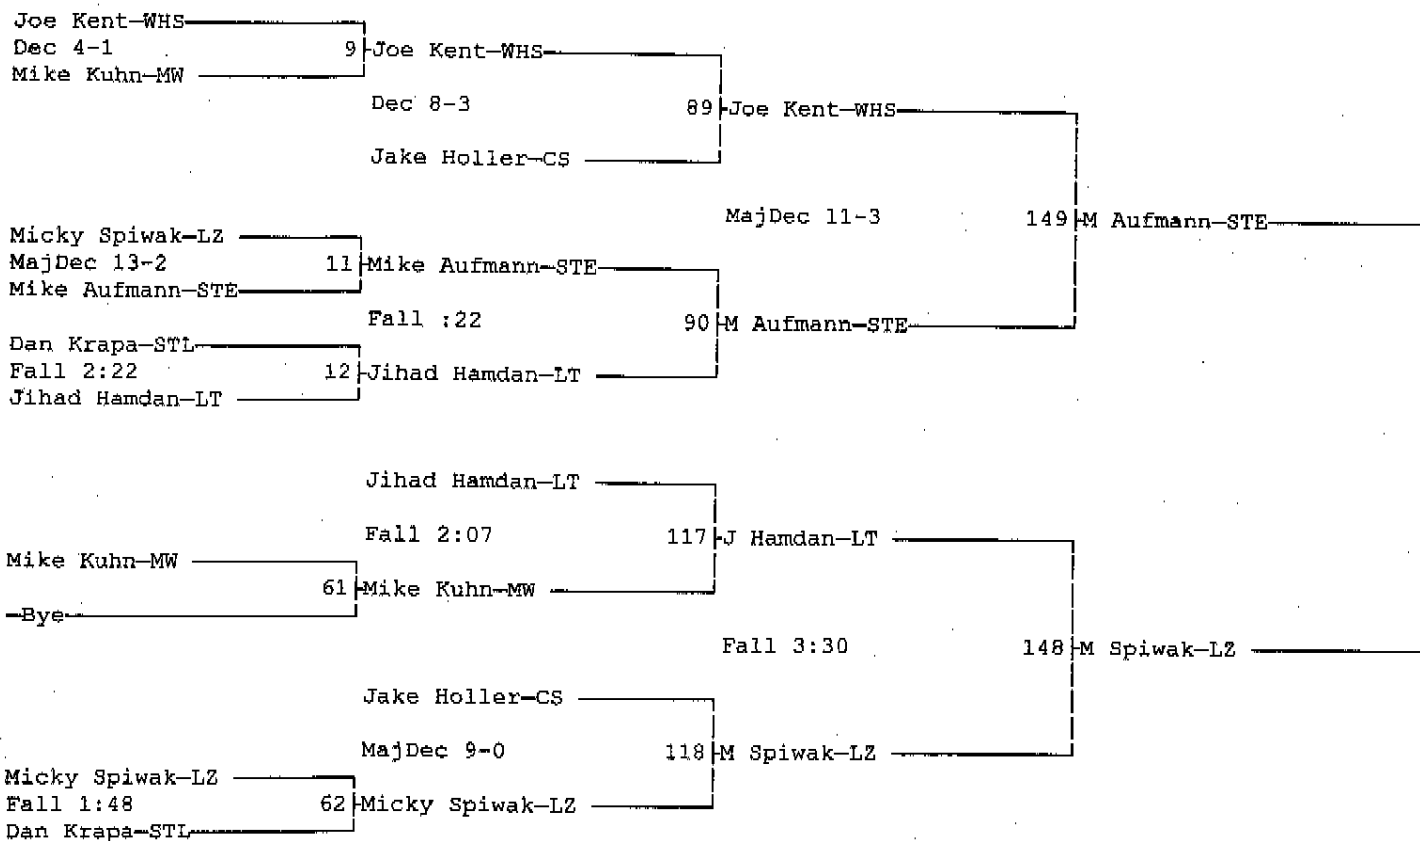 Joe Kent—WHS
Dec 4-1 9 Joe Kent—WHS
Mike Kuhn—MW
Dec 8-3 89 Joe Kent—WHS
Jake Holler—CS
MajDec 11-3 149 M Aufmann—STE
Micky Spiwak—LZ
MajDec 13-2 11 Mike Aufmann—STE
Mike Aufmann—STE
Fall :22 90 M Aufmann—STE
Dan Krapa—STL
Fall 2:22 12 Jihad Hamdan—LT
Jihad Hamdan—LT
Jihad Hamdan—LT
Fall 2:07 117 J Hamdan—LT
Mike Kuhn—MW
61 Mike Kuhn—MW
—Bye
Fall 3:30 148 M Spiwak—LZ
Jake Holler—CS
MajDec 9-0 118 M Spiwak—LZ
Micky Spiwak—LZ
Fall 1:48 62 Micky Spiwak—LZ
Dan Krapa—STL